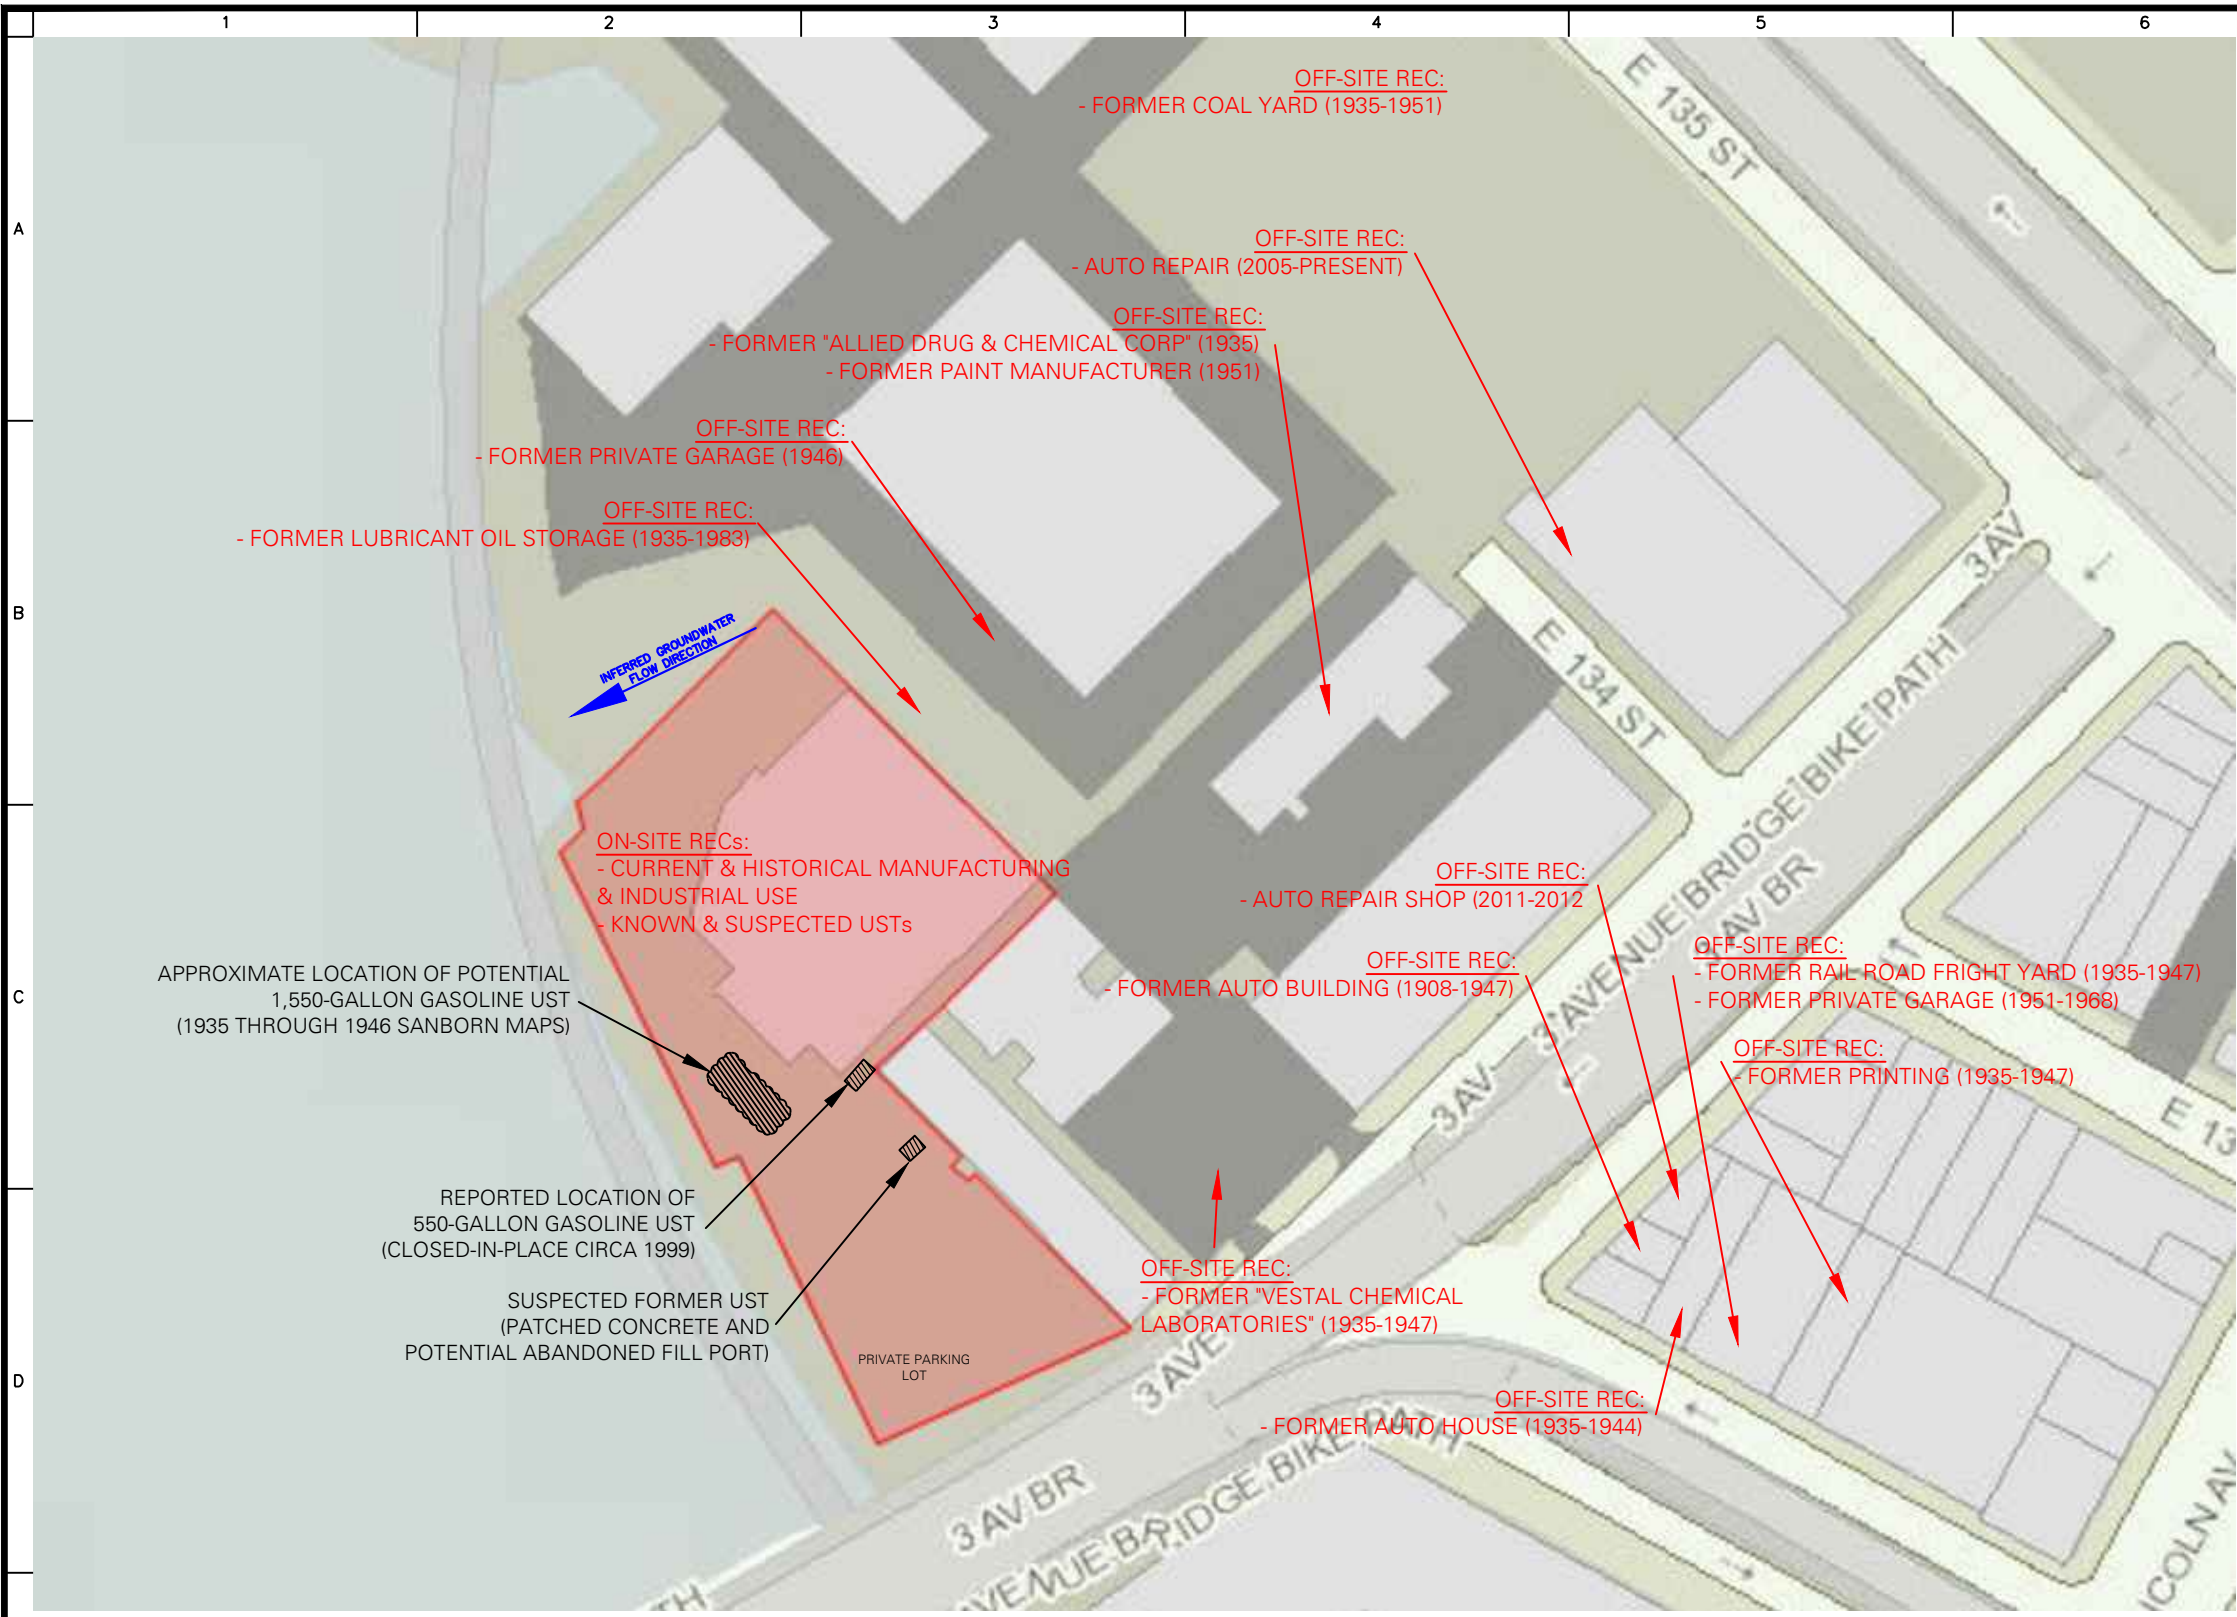 1 2 3 4 5 6
A
B
C
D
OFF-SITE REC:
- FORMER COAL YARD (1935-1951)
E 135 ST
OFF-SITE REC:
- AUTO REPAIR (2005-PRESENT)
OFF-SITE REC:
- FORMER "ALLIED DRUG & CHEMICAL CORP" (1935)
- FORMER PAINT MANUFACTURER (1951)
OFF-SITE REC:
- FORMER PRIVATE GARAGE (1946)
OFF-SITE REC:
- FORMER LUBRICANT OIL STORAGE (1935-1983)
3 AV
INFERRED GROUNDWATER
FLOW DIRECTION
E 134 ST
3 AVENUE BRIDGE BIKE PATH
3 AV BR
ON-SITE RECs:
- CURRENT & HISTORICAL MANUFACTURING
& INDUSTRIAL USE
- KNOWN & SUSPECTED USTs
OFF-SITE REC:
- AUTO REPAIR SHOP (2011-2012
OFF-SITE REC:
- FORMER AUTO BUILDING (1908-1947)
OFF-SITE REC:
- FORMER RAIL ROAD FRIGHT YARD (1935-1947)
- FORMER PRIVATE GARAGE (1951-1968)
OFF-SITE REC:
- FORMER PRINTING (1935-1947)
APPROXIMATE LOCATION OF POTENTIAL
1,550-GALLON GASOLINE UST
(1935 THROUGH 1946 SANBORN MAPS)
3 AV
E 13
REPORTED LOCATION OF
550-GALLON GASOLINE UST
(CLOSED-IN-PLACE CIRCA 1999)
SUSPECTED FORMER UST
(PATCHED CONCRETE AND
POTENTIAL ABANDONED FILL PORT)
OFF-SITE REC:
- FORMER "VESTAL CHEMICAL
LABORATORIES" (1935-1947)
PRIVATE PARKING
LOT
3 AVE
OFF-SITE REC:
- FORMER AUTO HOUSE (1935-1944)
3 AV BR
AVENUE BRIDGE BIKE PATH
TH
COLN AV